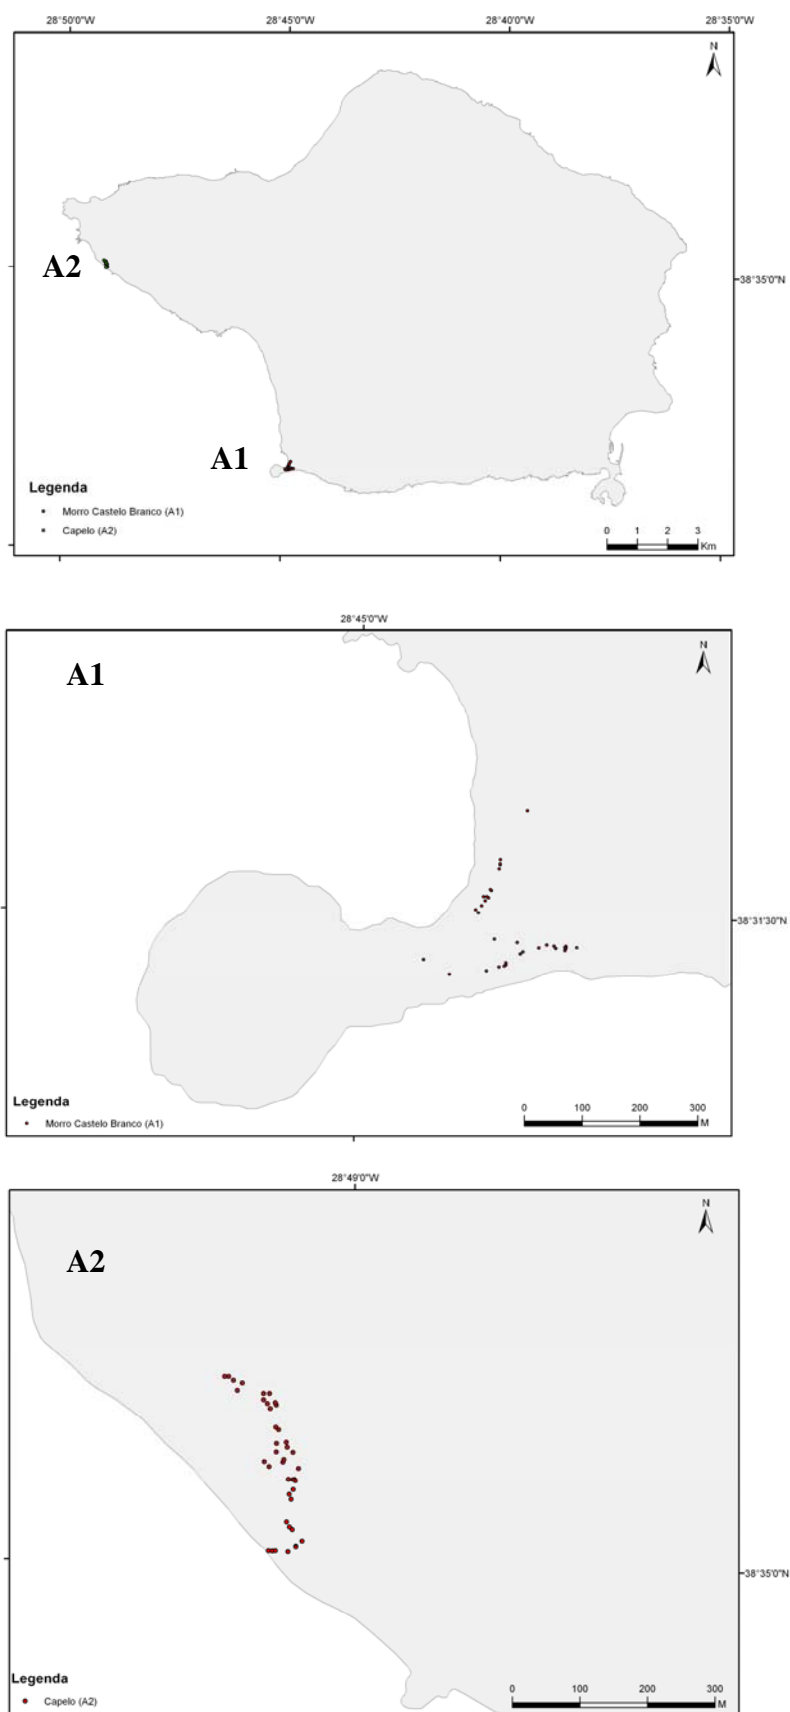 28°50'0"W 28°45'0"W 28°40'0"W 28°35'0"W
N
A2
38°35'0"N
A1
Legenda
Morro Castelo Branco (A1)
Capelo (A2)
0 1 2 3
Km
28°45'0"W
A1
N
38°31'30"N
Legenda
Morro Castelo Branco (A1)
0 100 200 300
M
28°49'0"W
N
A2
38°35'0"N
Legenda
Capelo (A2)
0 100 200 300
M